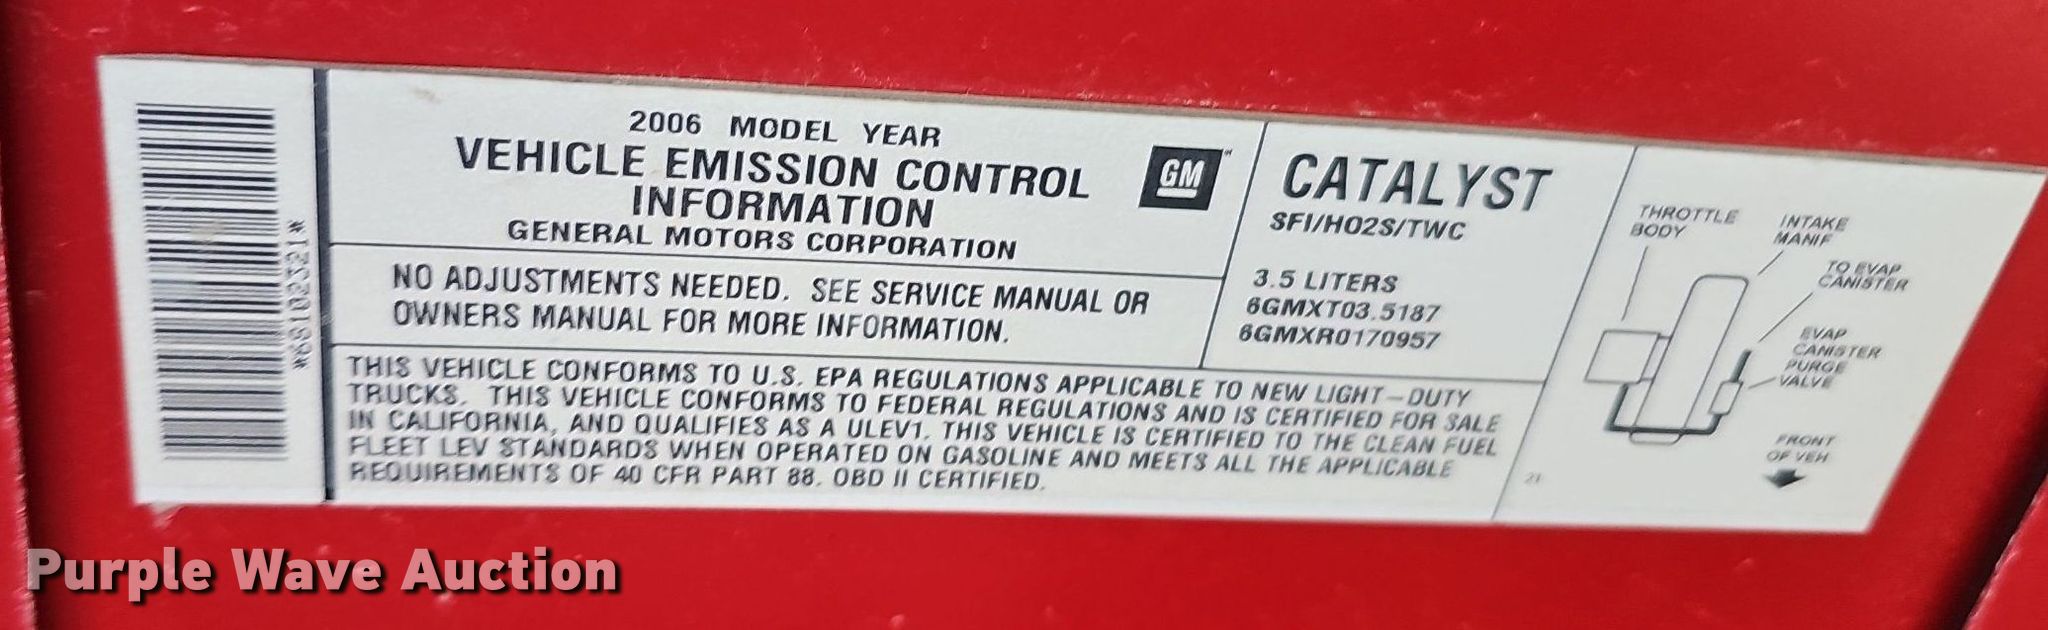 2006 MODEL YEAR
VEHICLE EMISSION CONTROL
INFORMATION
GENERAL MOTORS CORPORATION
GM
NO ADJUSTMENTS NEEDED. SEE SERVICE MANUAL OR
OWNERS MANUAL FOR MORE INFORMATION.
THIS VEHICLE CONFORMS TO U.S. EPA REGULATIONS APPLICABLE TO NEW LIGHT-DUTY
TRUCKS. THIS VEHICLE CONFORMS TO FEDERAL REGULATIONS AND IS CERTIFIED FOR SALE
IN CALIFORNIA, AND QUALIFIES AS A ULEV1. THIS VEHICLE IS CERTIFIED TO THE CLEAN FUEL
FLEET LEV STANDARDS WHEN OPERATED ON GASOLINE AND MEETS ALL THE APPLICABLE
REQUIREMENTS OF 40 CFR PART 88. OBD II CERTIFIED.
CATALYST
SFI/HO2S/TWC
3.5 LITERS
6GMXT03.5187
6GMXR0170957
THROTTLE
BODY
INTAKE
MANIF
TO EVAP
CANISTER
EVAP
CANISTER
PURGE
VALVE
FRONT
OF VEH
21
Purple Wave Auction